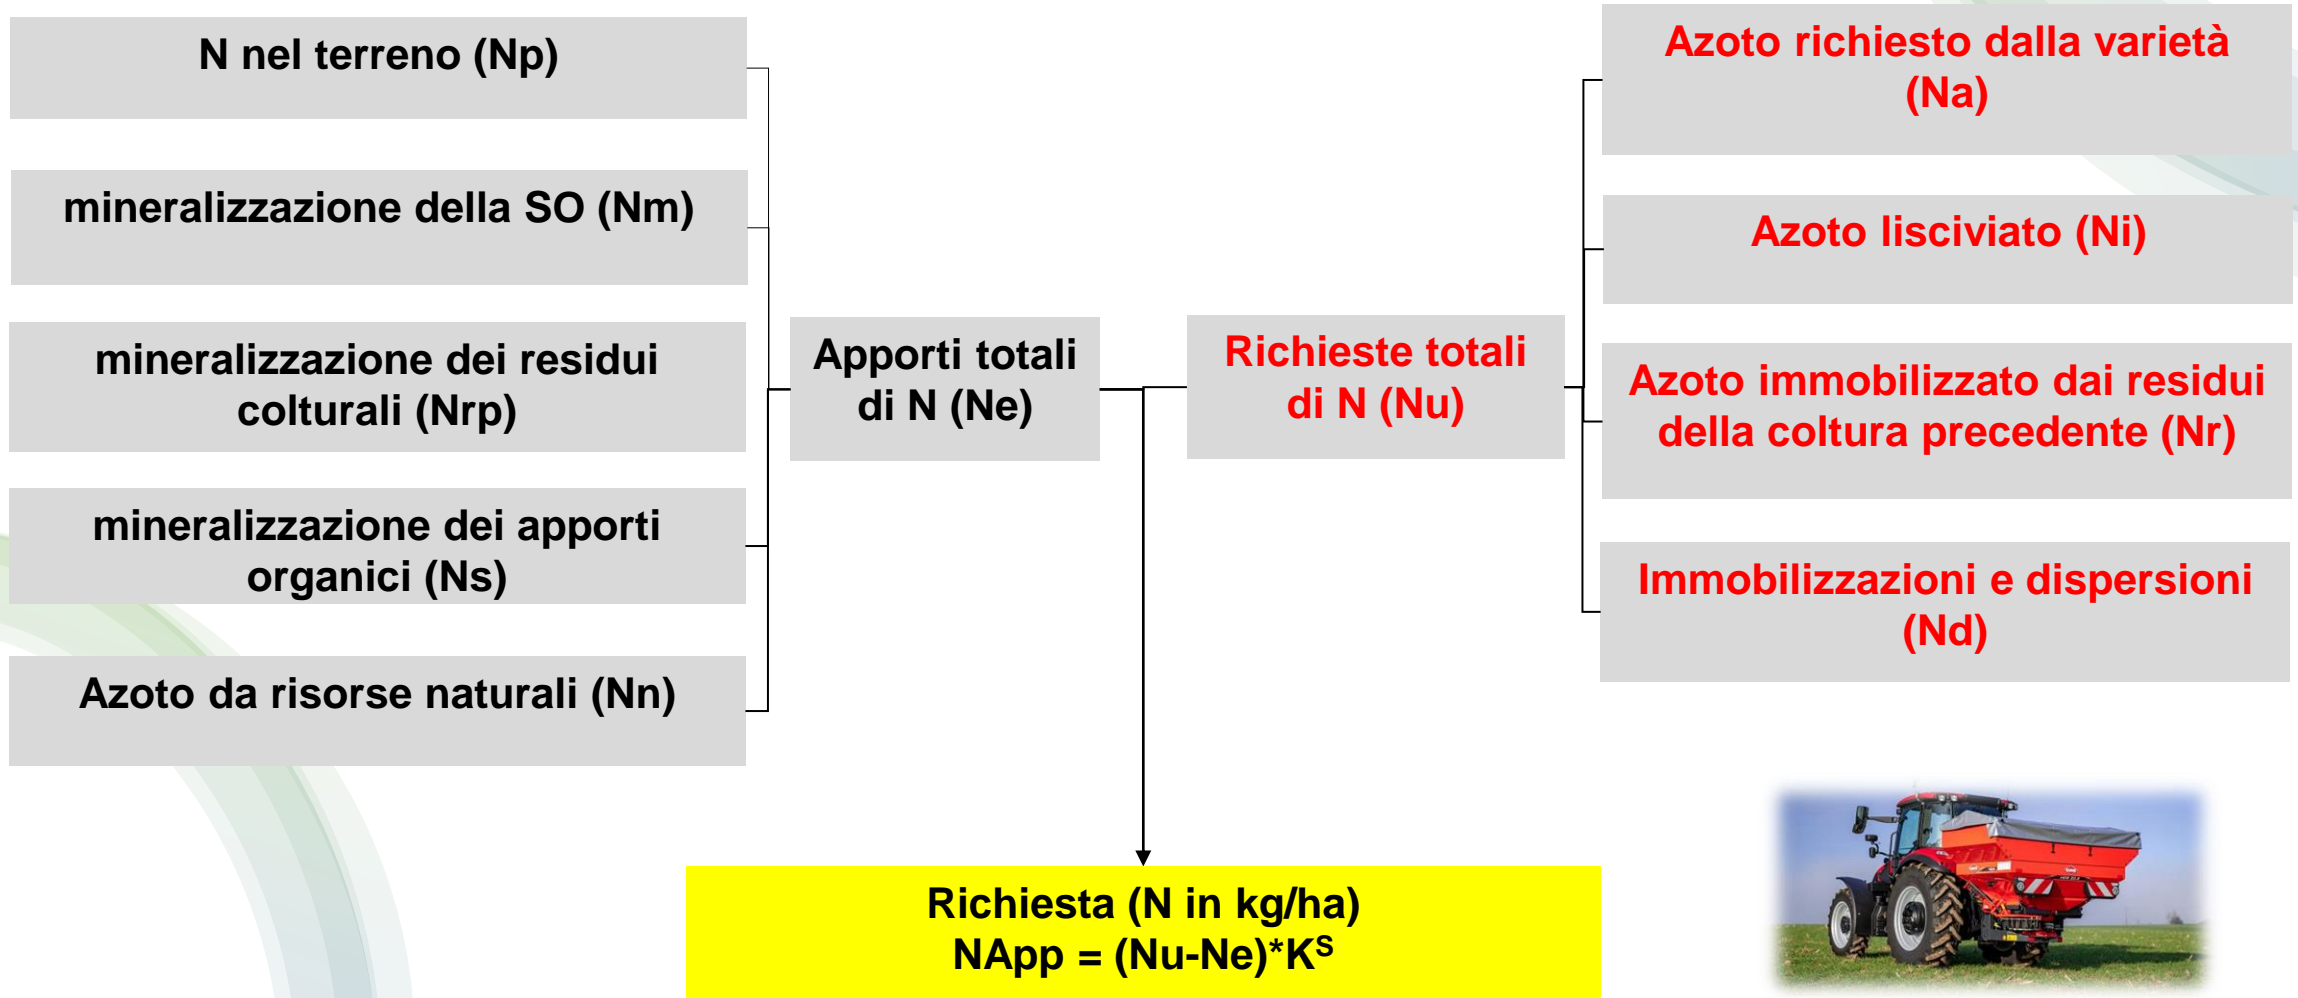 N nel terreno (Np)
mineralizzazione della SO (Nm)
mineralizzazione dei residui
colturali (Nrp)
mineralizzazione dei apporti
organici (Ns)
Azoto da risorse naturali (Nn)
Apporti totali
di N (Ne)
Richieste totali
di N (Nu)
Azoto richiesto dalla varietà
(Na)
Azoto lisciviato (Ni)
Azoto immobilizzato dai residui
della coltura precedente (Nr)
Immobilizzazioni e dispersioni
(Nd)
Richiesta (N in kg/ha)
NApp = (Nu-Ne)*Kˢ